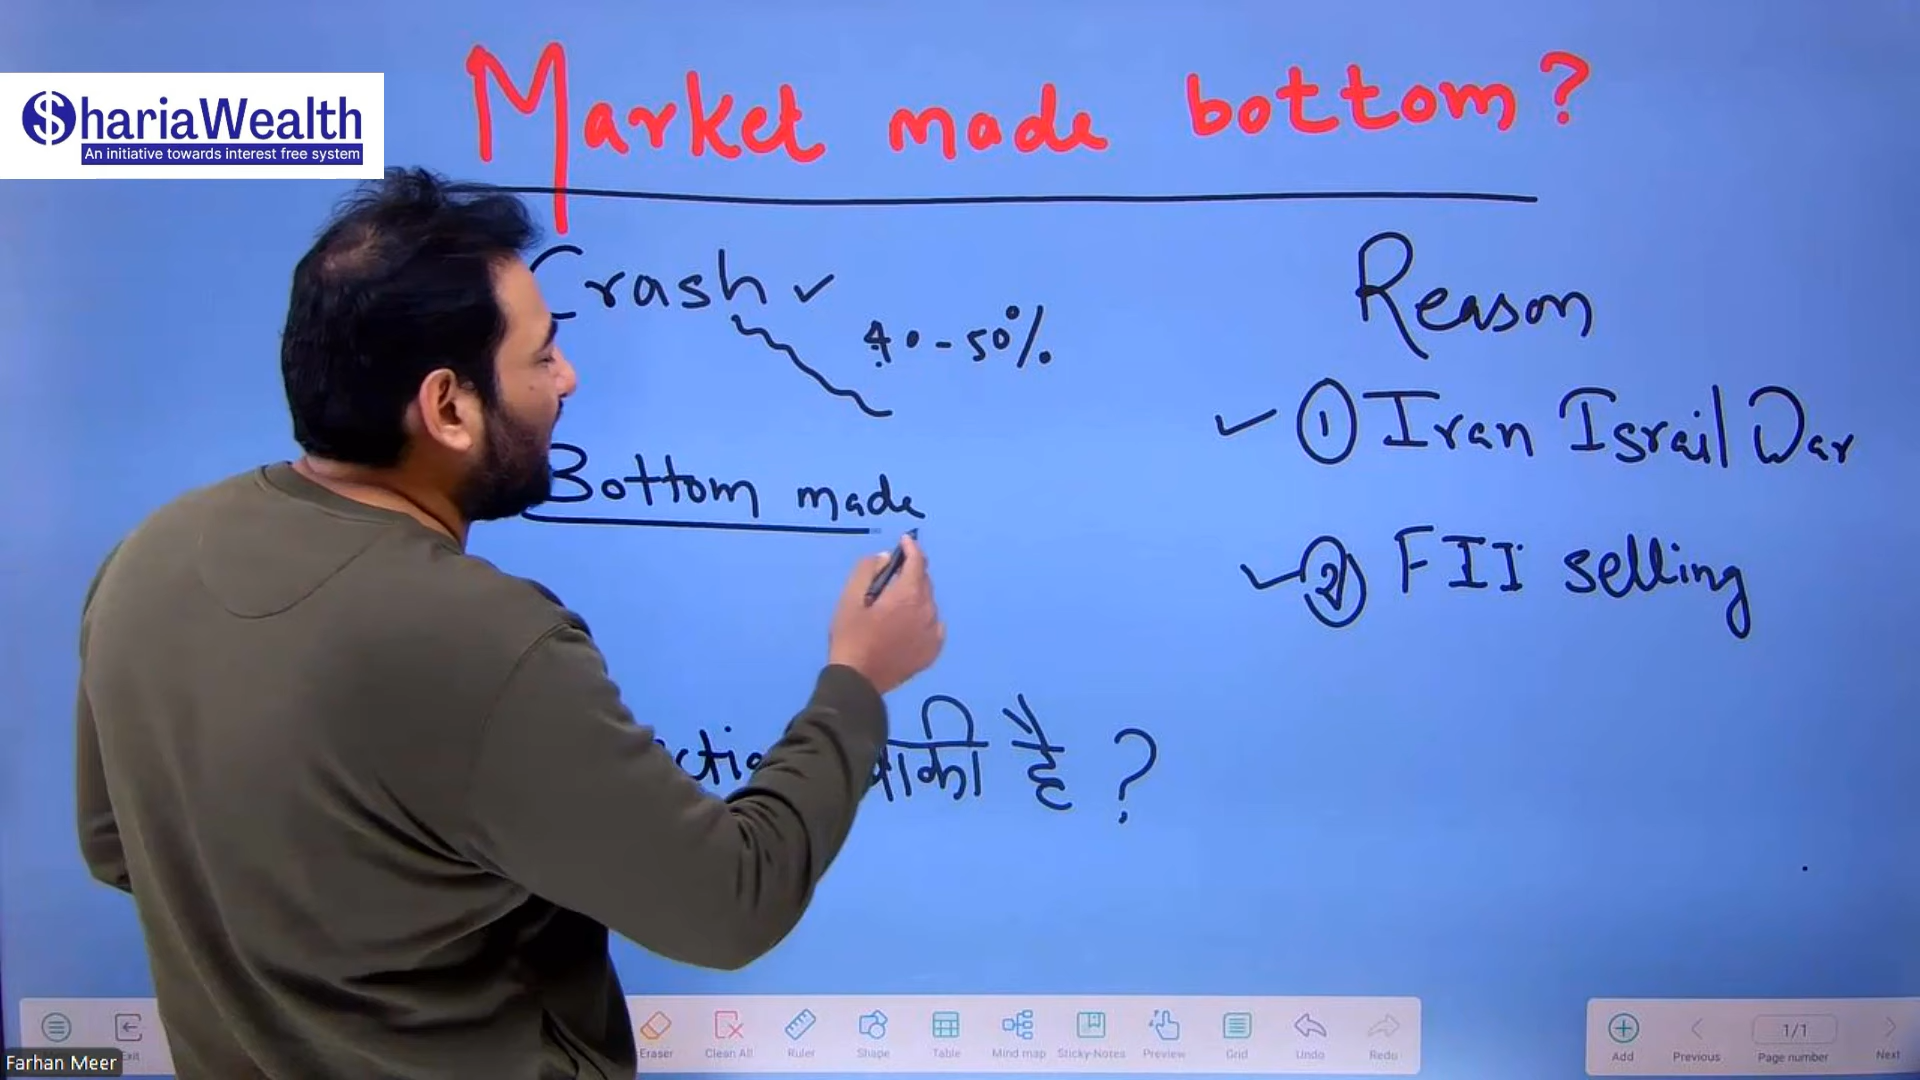 Market made bottom?
$hariaWealth
An initiative towards interest free system
Crash ✓
40-50%
Bottom made
बाकी है ?
Reason
✓ ① Iran Israil War
✓ ② FII selling
Eraser
Clean All
Ruler
Shape
Table
Mind map
Sticky-Notes
Preview
Grid
Undo
Redo
Add
Previous
1/1
Page number
Next
Farhan Meer